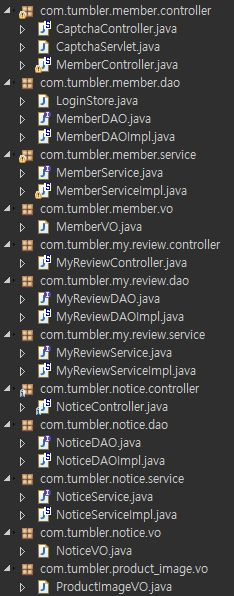 com.tumbler.member.controller
CaptchaController.java
CaptchaServlet.java
MemberController.java
com.tumbler.member.dao
LoginStore.java
MemberDAO.java
MemberDAOImpl.java
com.tumbler.member.service
MemberService.java
MemberServiceImpl.java
com.tumbler.member.vo
MemberVO.java
com.tumbler.my.review.controller
MyReviewController.java
com.tumbler.my.review.dao
MyReviewDAO.java
MyReviewDAOImpl.java
com.tumbler.my.review.service
MyReviewService.java
MyReviewServiceImpl.java
com.tumbler.notice.controller
NoticeController.java
com.tumbler.notice.dao
NoticeDAO.java
NoticeDAOImpl.java
com.tumbler.notice.service
NoticeService.java
NoticeServiceImpl.java
com.tumbler.notice.vo
NoticeVO.java
com.tumbler.product_image.vo
ProductImageVO.java